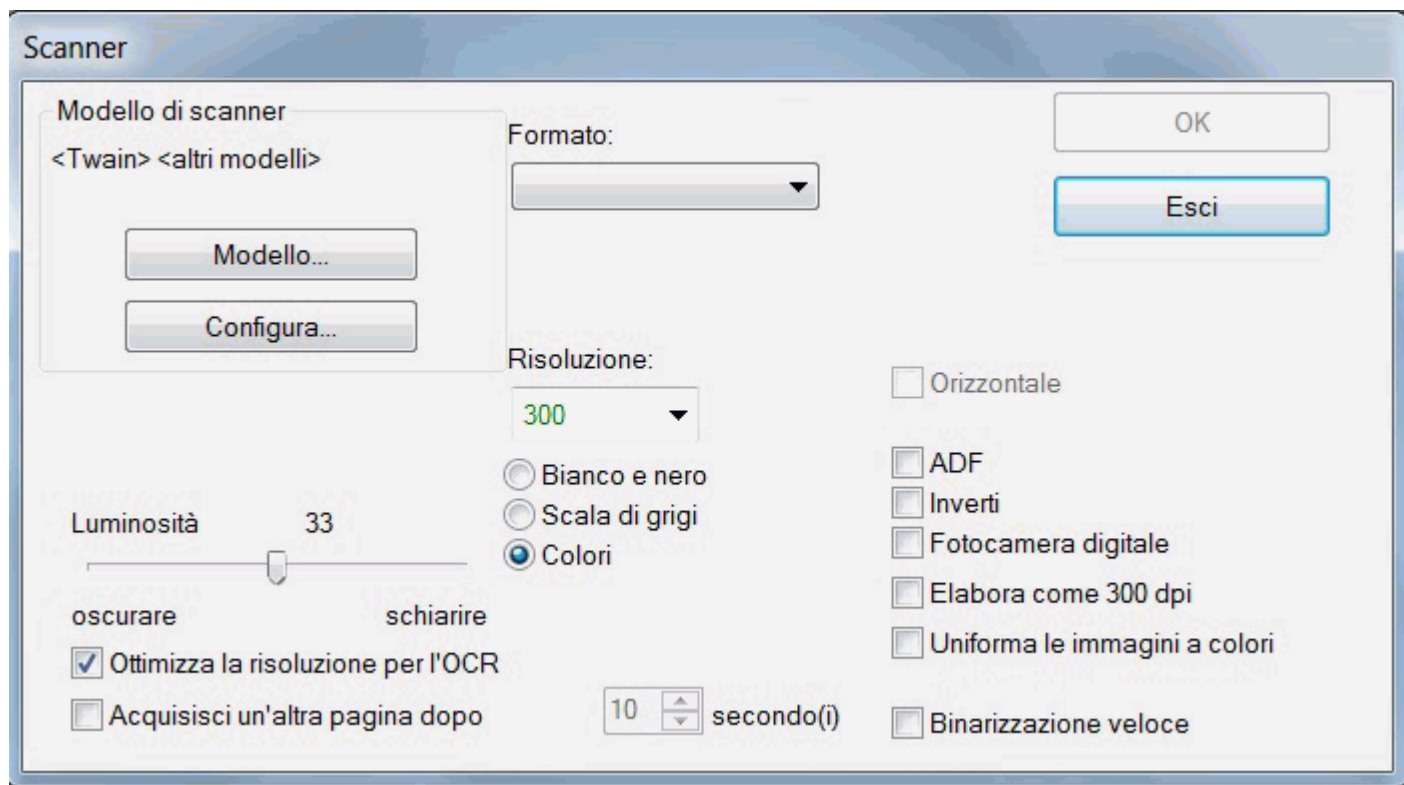 Scanner
Modello di scanner
<Twain> <altri modelli>
Modello...
Configura...
Formato:
OK
Esci
Risoluzione:
300
Bianco e nero
Scala di grigi
Colori
Orizzontale
ADF
Inverti
Fotocamera digitale
Elabora come 300 dpi
Uniforma le immagini a colori
Binarizzazione veloce
Luminosità 33
oscurare schiarire
Ottimizza la risoluzione per l'OCR
Acquisisci un'altra pagina dopo 10 secondo(i)